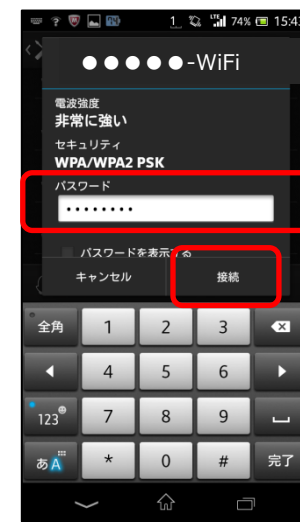 1 LTE 74% 15:43
●●●●●-WiFi
電波強度
非常に強い
セキュリティ
WPA/WPA2 PSK
パスワード
••••••••
パスワードを表示する
キャンセル 接続
全角 1 2 3
4 5 6
123 7 8 9
あA * 0 # 完了